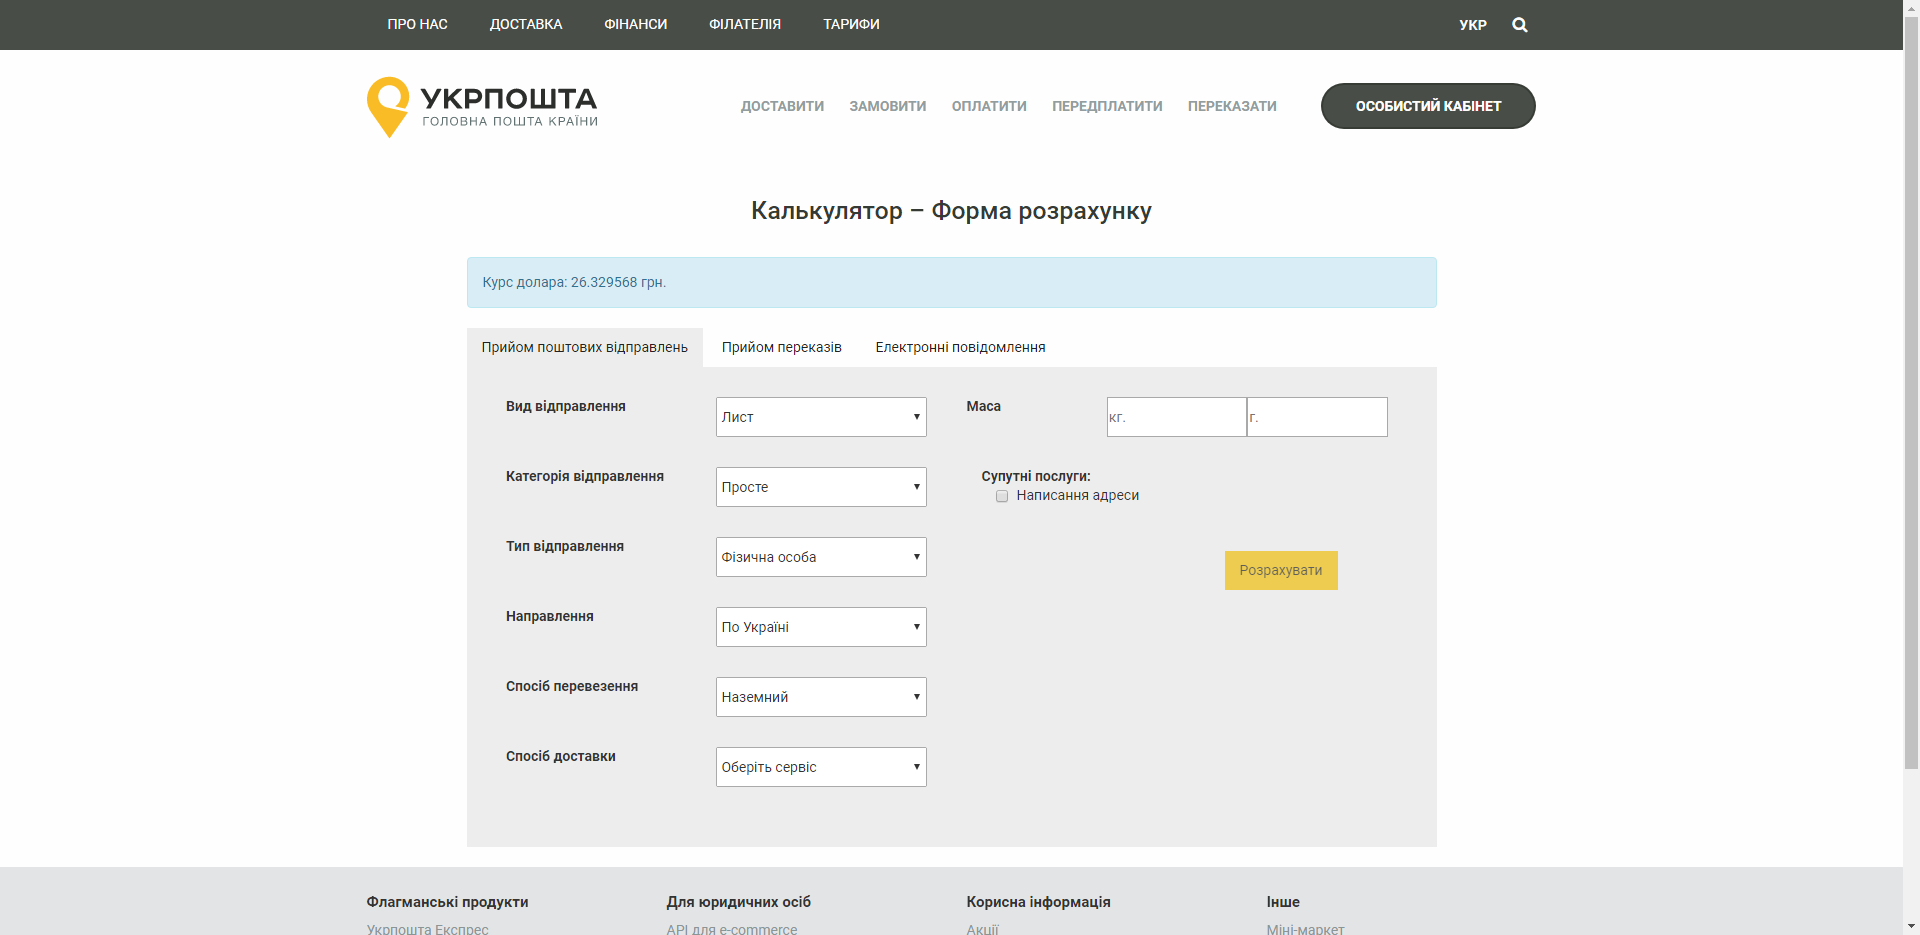 ПРО НАС ДОСТАВКА ФІНАНСИ ФІЛАТЕЛІЯ ТАРИФИ УКР
УКРПОШТА
ГОЛОВНА ПОШТА КРАЇНИ
ДОСТАВИТИ ЗАМОВИТИ ОПЛАТИТИ ПЕРЕДПЛАТИТИ ПЕРЕКАЗАТИ ОСОБИСТИЙ КАБІНЕТ
Калькулятор – Форма розрахунку
Курс долара: 26.329568 грн.
Прийом поштових відправлень Прийом переказів Електронні повідомлення
Вид відправлення Лист Маса кг. г.
Категорія відправлення Просте Супутні послуги:
Написання адреси
Тип відправлення Фізична особа Розрахувати
Направлення По Україні
Спосіб перевезення Наземний
Спосіб доставки Оберіть сервіс
Флагманські продукти Для юридичних осіб Корисна інформація Інше
Укрпошта Експрес API для e-commerce Акції Міні-маркет